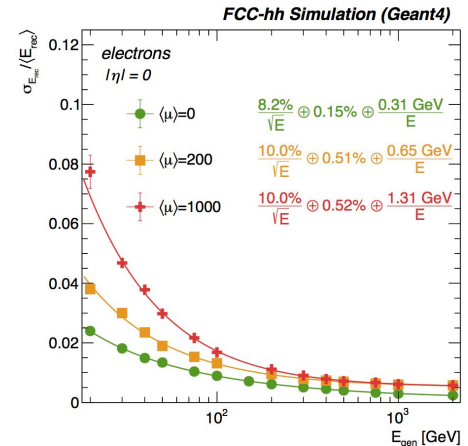 FCC-hh Simulation (Geant4)
σ_{E_rec}/⟨E_rec⟩
0.12
0.1
0.08
0.06
0.04
0.02
0
electrons
|η| = 0
⟨μ⟩=0 8.2%/√E ⊕ 0.15% ⊕ 0.31 GeV/E
⟨μ⟩=200 10.0%/√E ⊕ 0.51% ⊕ 0.65 GeV/E
⟨μ⟩=1000 10.0%/√E ⊕ 0.52% ⊕ 1.31 GeV/E
10² 10³
E_gen [GeV]